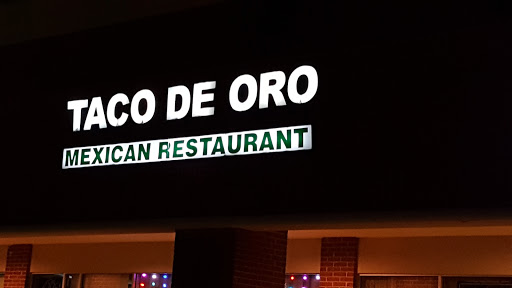 TACO DE ORO
MEXICAN RESTAURANT